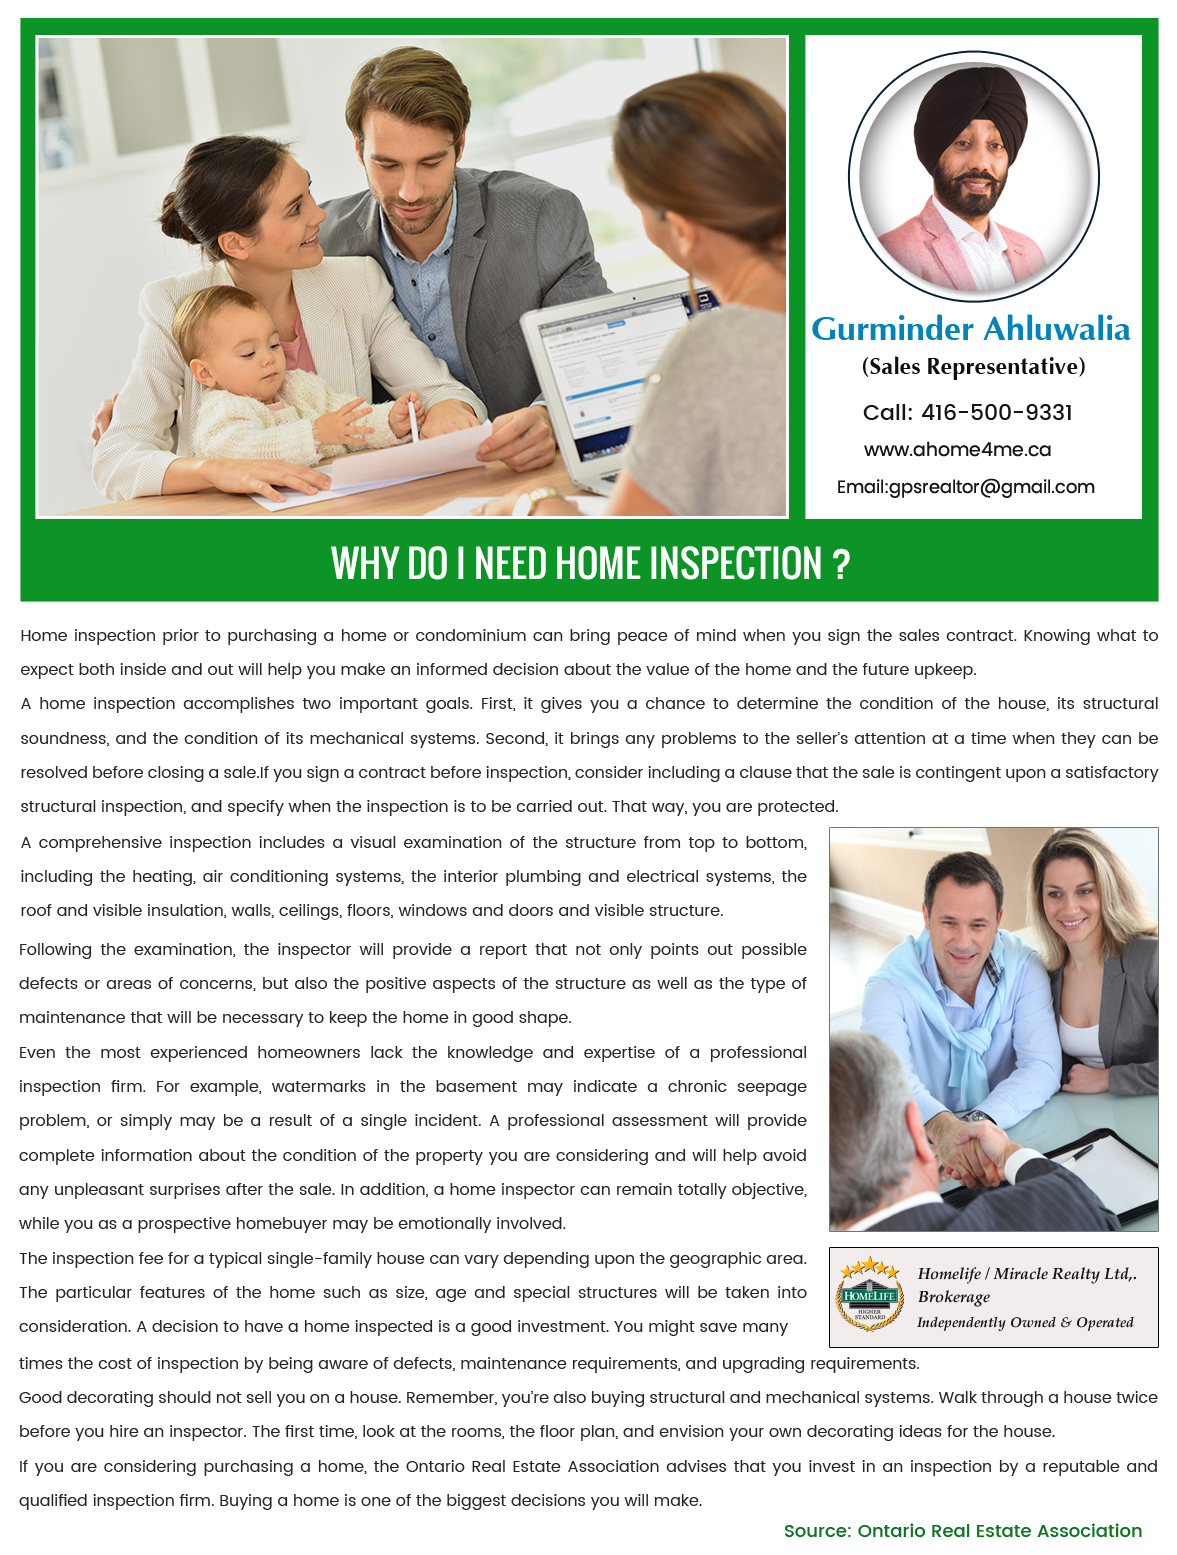 Gurminder Ahluwalia
(Sales Representative)
Call: 416-500-9331
www.ahome4me.ca
Email:gpsrealtor@gmail.com
WHY DO I NEED HOME INSPECTION ?
Home inspection prior to purchasing a home or condominium can bring peace of mind when you sign the sales contract. Knowing what to
expect both inside and out will help you make an informed decision about the value of the home and the future upkeep.
A home inspection accomplishes two important goals. First, it gives you a chance to determine the condition of the house, its structural
soundness, and the condition of its mechanical systems. Second, it brings any problems to the seller's attention at a time when they can be
resolved before closing a sale.If you sign a contract before inspection, consider including a clause that the sale is contingent upon a satisfactory
structural inspection, and specify when the inspection is to be carried out. That way, you are protected.
A comprehensive inspection includes a visual examination of the structure from top to bottom,
including the heating, air conditioning systems, the interior plumbing and electrical systems, the
roof and visible insulation, walls, ceilings, floors, windows and doors and visible structure.
Following the examination, the inspector will provide a report that not only points out possible
defects or areas of concerns, but also the positive aspects of the structure as well as the type of
maintenance that will be necessary to keep the home in good shape.
Even the most experienced homeowners lack the knowledge and expertise of a professional
inspection firm. For example, watermarks in the basement may indicate a chronic seepage
problem, or simply may be a result of a single incident. A professional assessment will provide
complete information about the condition of the property you are considering and will help avoid
any unpleasant surprises after the sale. In addition, a home inspector can remain totally objective,
while you as a prospective homebuyer may be emotionally involved.
The inspection fee for a typical single-family house can vary depending upon the geographic area.
The particular features of the home such as size, age and special structures will be taken into
consideration. A decision to have a home inspected is a good investment. You might save many
times the cost of inspection by being aware of defects, maintenance requirements, and upgrading requirements.
HOMELIFE
HIGHER
STANDARD
Homelife / Miracle Realty Ltd,.
Brokerage
Independently Owned & Operated
Good decorating should not sell you on a house. Remember, you're also buying structural and mechanical systems. Walk through a house twice
before you hire an inspector. The first time, look at the rooms, the floor plan, and envision your own decorating ideas for the house.
If you are considering purchasing a home, the Ontario Real Estate Association advises that you invest in an inspection by a reputable and
qualified inspection firm. Buying a home is one of the biggest decisions you will make.
Source: Ontario Real Estate Association